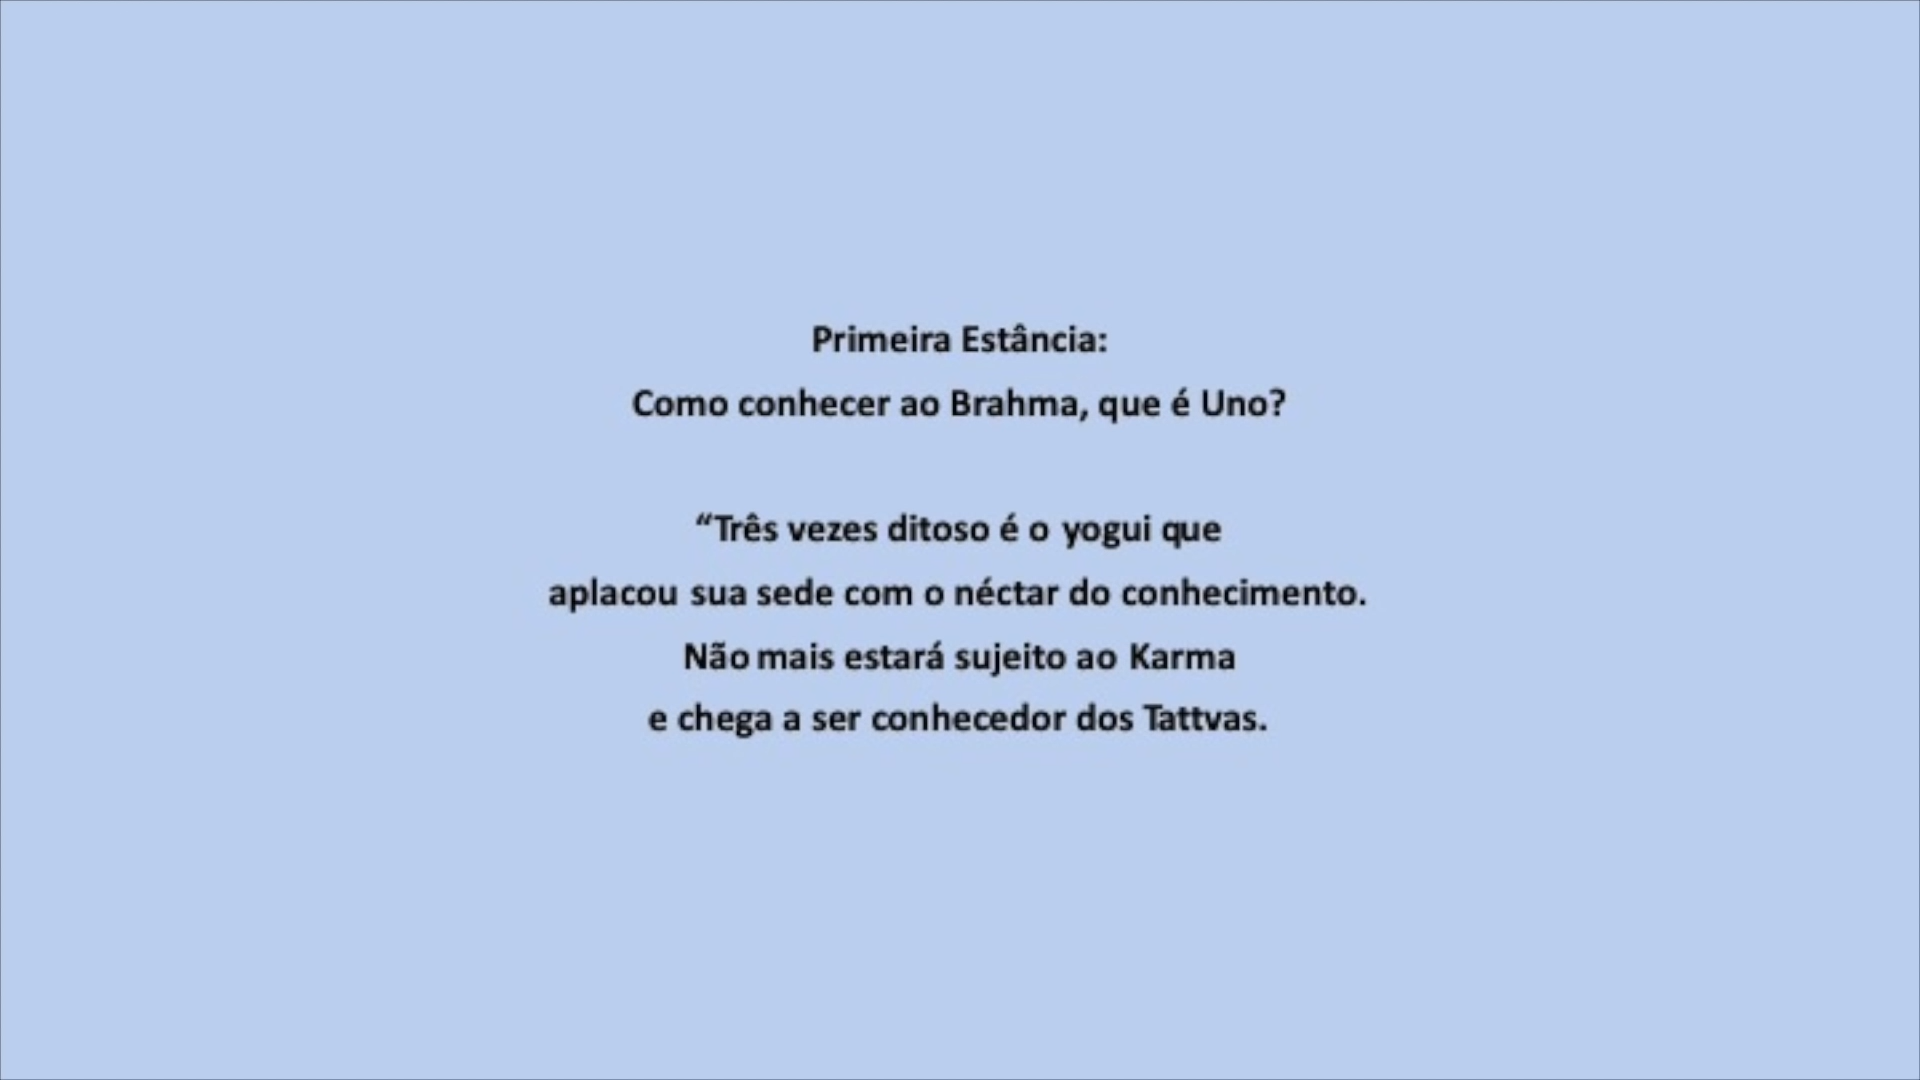 Primeira Estância:
Como conhecer ao Brahma, que é Uno?
“Três vezes ditoso é o yogui que
aplacou sua sede com o néctar do conhecimento.
Não mais estará sujeito ao Karma
e chega a ser conhecedor dos Tattvas.